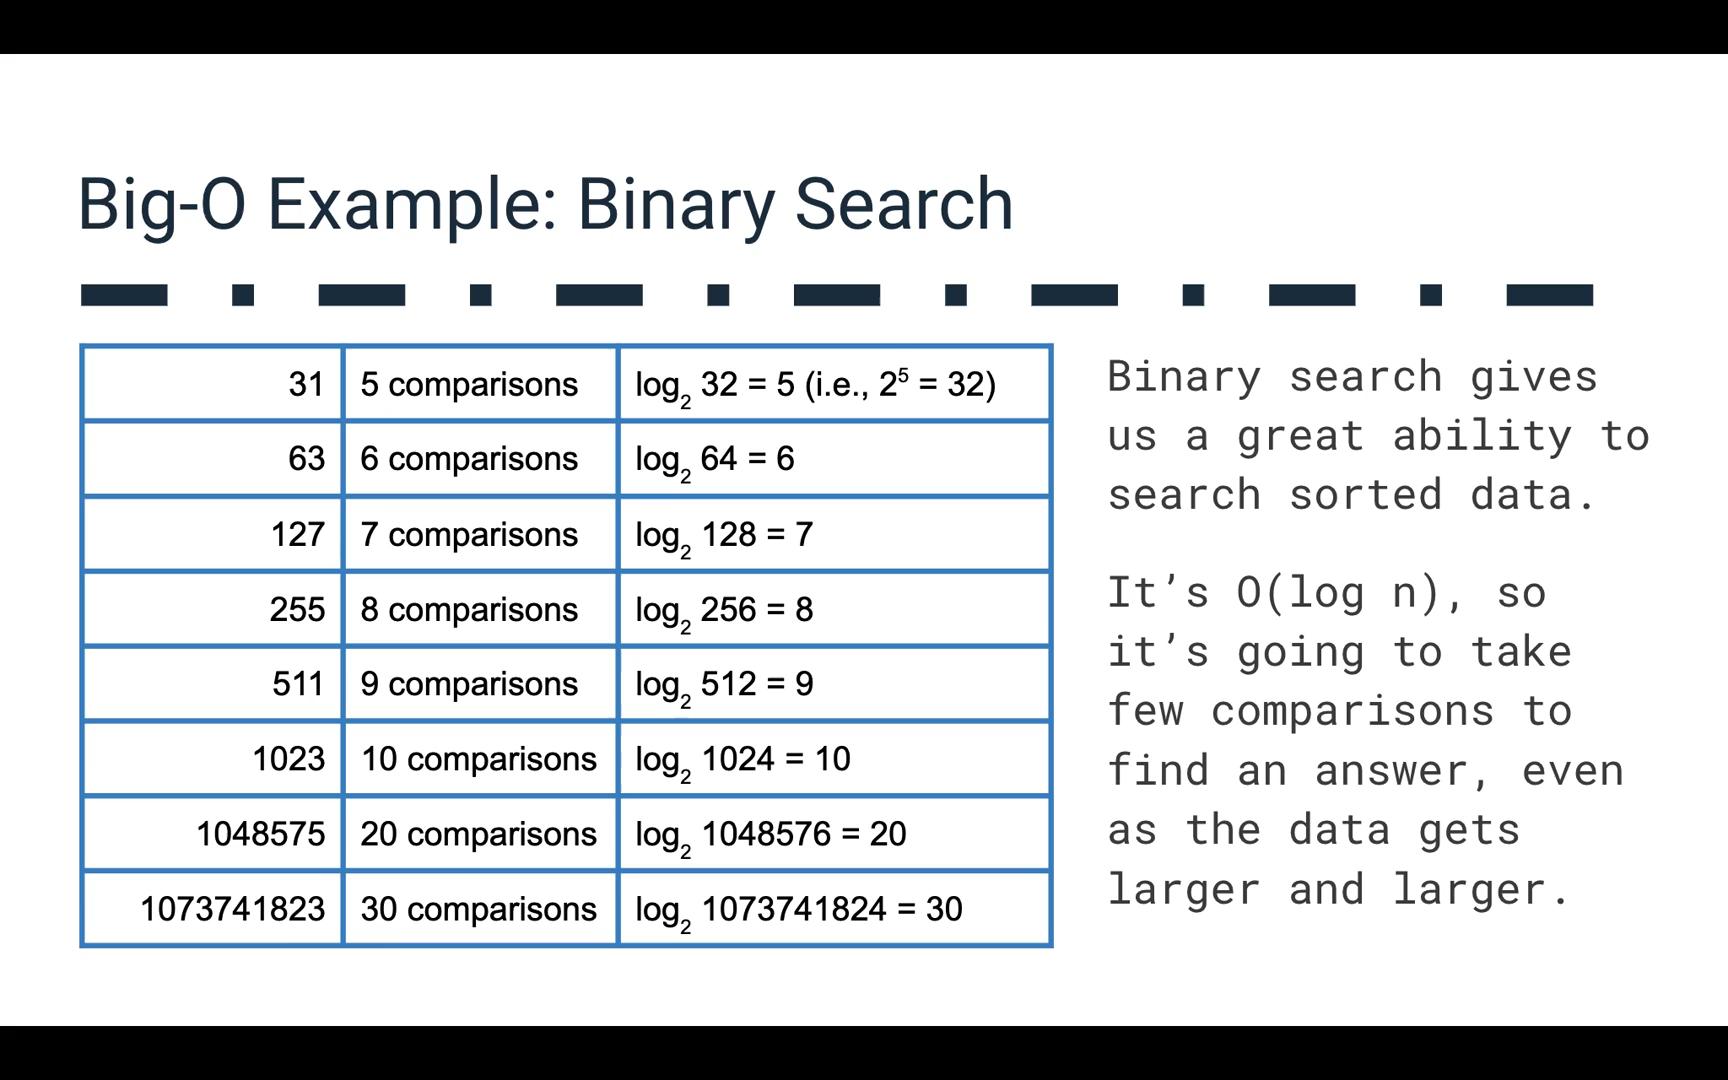 Big-O Example: Binary Search
31 5 comparisons log₂ 32 = 5 (i.e., 2⁵ = 32)
63 6 comparisons log₂ 64 = 6
127 7 comparisons log₂ 128 = 7
255 8 comparisons log₂ 256 = 8
511 9 comparisons log₂ 512 = 9
1023 10 comparisons log₂ 1024 = 10
1048575 20 comparisons log₂ 1048576 = 20
1073741823 30 comparisons log₂ 1073741824 = 30
Binary search gives
us a great ability to
search sorted data.
It’s O(log n), so
it’s going to take
few comparisons to
find an answer, even
as the data gets
larger and larger.